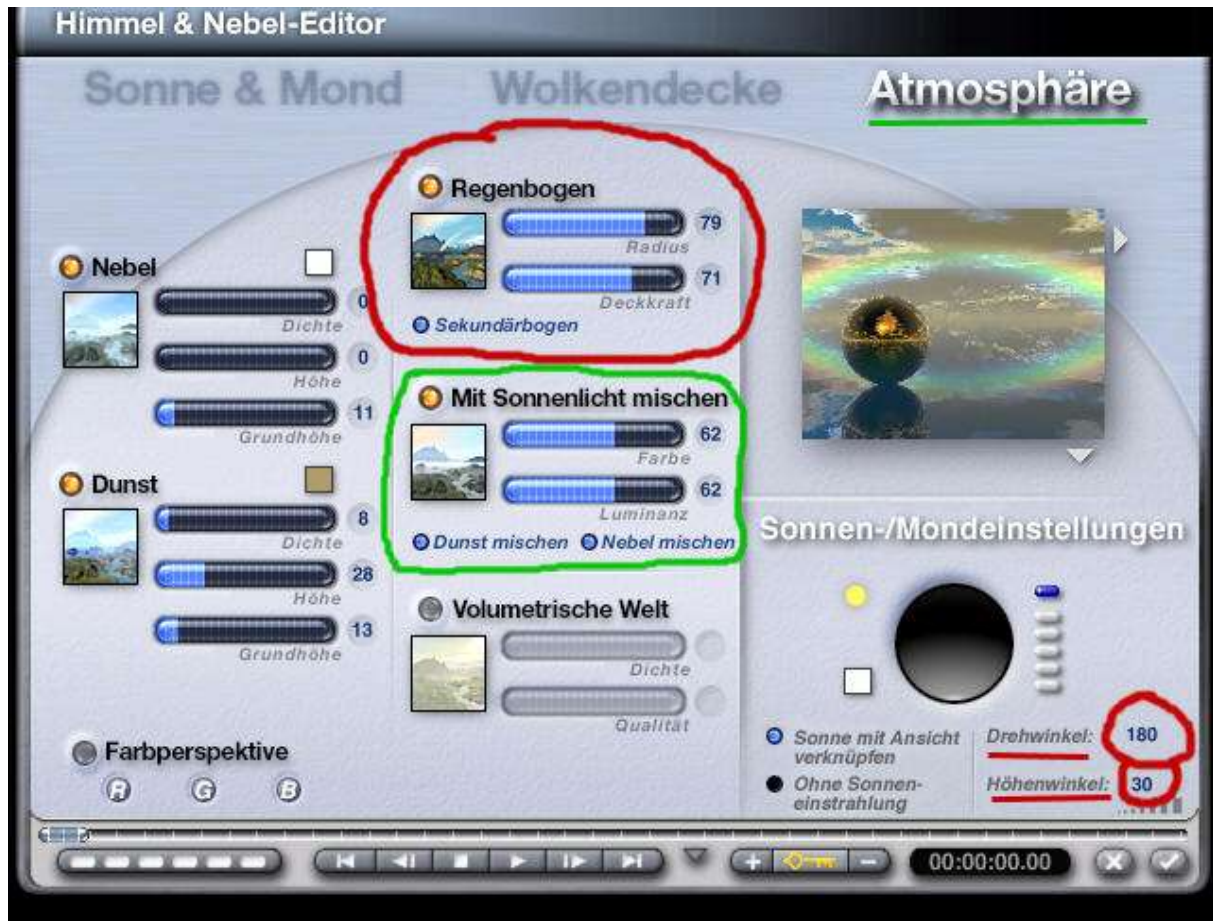 Himmel & Nebel-Editor
Sonne & Mond
Wolkendecke
Atmosphäre
Nebel
0
Dichte
0
Höhe
11
Grundhöhe
Dunst
8
Dichte
28
Höhe
13
Grundhöhe
Farbperspektive
R G B
Regenbogen
79
Radius
71
Deckkraft
Sekundärbogen
Mit Sonnenlicht mischen
62
Farbe
62
Luminanz
Dunst mischen
Nebel mischen
Volumetrische Welt
Dichte
Qualität
Sonnen-/Mondeinstellungen
Sonne mit Ansicht
verknüpfen
Ohne Sonnen-
einstrahlung
Drehwinkel: 180
Höhenwinkel: 30
00:00:00.00